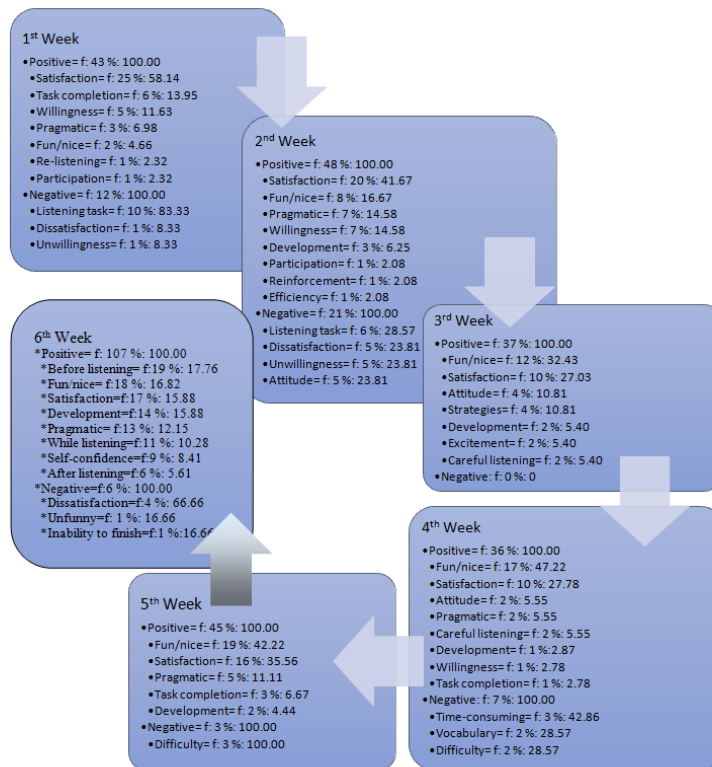 1st Week
•Positive= f: 43 %: 100.00
•Satisfaction= f: 25 %: 58.14
•Task completion= f: 6 %: 13.95
•Willingness= f: 5 %: 11.63
•Pragmatic= f: 3 %: 6.98
•Fun/nice= f: 2 %: 4.66
•Re-listening= f: 1 %: 2.32
•Participation= f: 1 %: 2.32
•Negative= f: 12 %: 100.00
•Listening task= f: 10 %: 83.33
•Dissatisfaction= f: 1 %: 8.33
•Unwillingness= f: 1 %: 8.33
2nd Week
•Positive= f: 48 %: 100.00
•Satisfaction= f: 20 %: 41.67
•Fun/nice= f: 8 %: 16.67
•Pragmatic= f: 7 %: 14.58
•Willingness= f: 7 %: 14.58
•Development= f: 3 %: 6.25
•Participation= f: 1 %: 2.08
•Reinforcement= f: 1 %: 2.08
•Efficiency= f: 1 %: 2.08
•Negative= f: 21 %: 100.00
•Listening task= f: 6 %: 28.57
•Dissatisfaction= f: 5 %: 23.81
•Unwillingness= f: 5 %: 23.81
•Attitude= f: 5 %: 23.81
3rd Week
•Positive= f: 37 %: 100.00
•Fun/nice= f: 12 %: 32.43
•Satisfaction= f: 10 %: 27.03
•Attitude= f: 4 %: 10.81
•Strategies= f: 4 %: 10.81
•Development= f: 2 %: 5.40
•Excitement= f: 2 %: 5.40
•Careful listening= f: 2 %: 5.40
•Negative: f: 0 %: 0
4th Week
•Positive= f: 36 %: 100.00
•Fun/nice= f: 17 %: 47.22
•Satisfaction= f: 10 %: 27.78
•Attitude= f: 2 %: 5.55
•Pragmatic= f: 2 %: 5.55
•Careful listening= f: 2 %: 5.55
•Development= f: 1 %:2.87
•Willingness= f: 1 %: 2.78
•Task completion= f: 1 %: 2.78
•Negative: f: 7 %: 100.00
•Time-consuming= f: 3 %: 42.86
•Vocabulary= f: 2 %: 28.57
•Difficulty= f: 2 %: 28.57
5th Week
•Positive= f: 45 %: 100.00
•Fun/nice= f: 19 %: 42.22
•Satisfaction= f: 16 %: 35.56
•Pragmatic= f: 5 %: 11.11
•Task completion= f: 3 %: 6.67
•Development= f: 2 %: 4.44
•Negative= f: 3 %: 100.00
•Difficulty= f: 3 %: 100.00
6th Week
*Positive= f: 107 %: 100.00
*Before listening=f:19 %: 17.76
*Fun/nice= f:18 %: 16.82
*Satisfaction=f:17 %: 15.88
*Development=f:14 %: 15.88
*Pragmatic=f:13 %: 12.15
*While listening=f:11 %: 10.28
*Self-confidence=f:9 %: 8.41
*After listening=f:6 %: 5.61
*Negative=f:6 %: 100.00
*Dissatisfaction=f:4 %: 66.66
*Unfunny= f: 1 %: 16.66
*Inability to finish=f:1 %:16.66